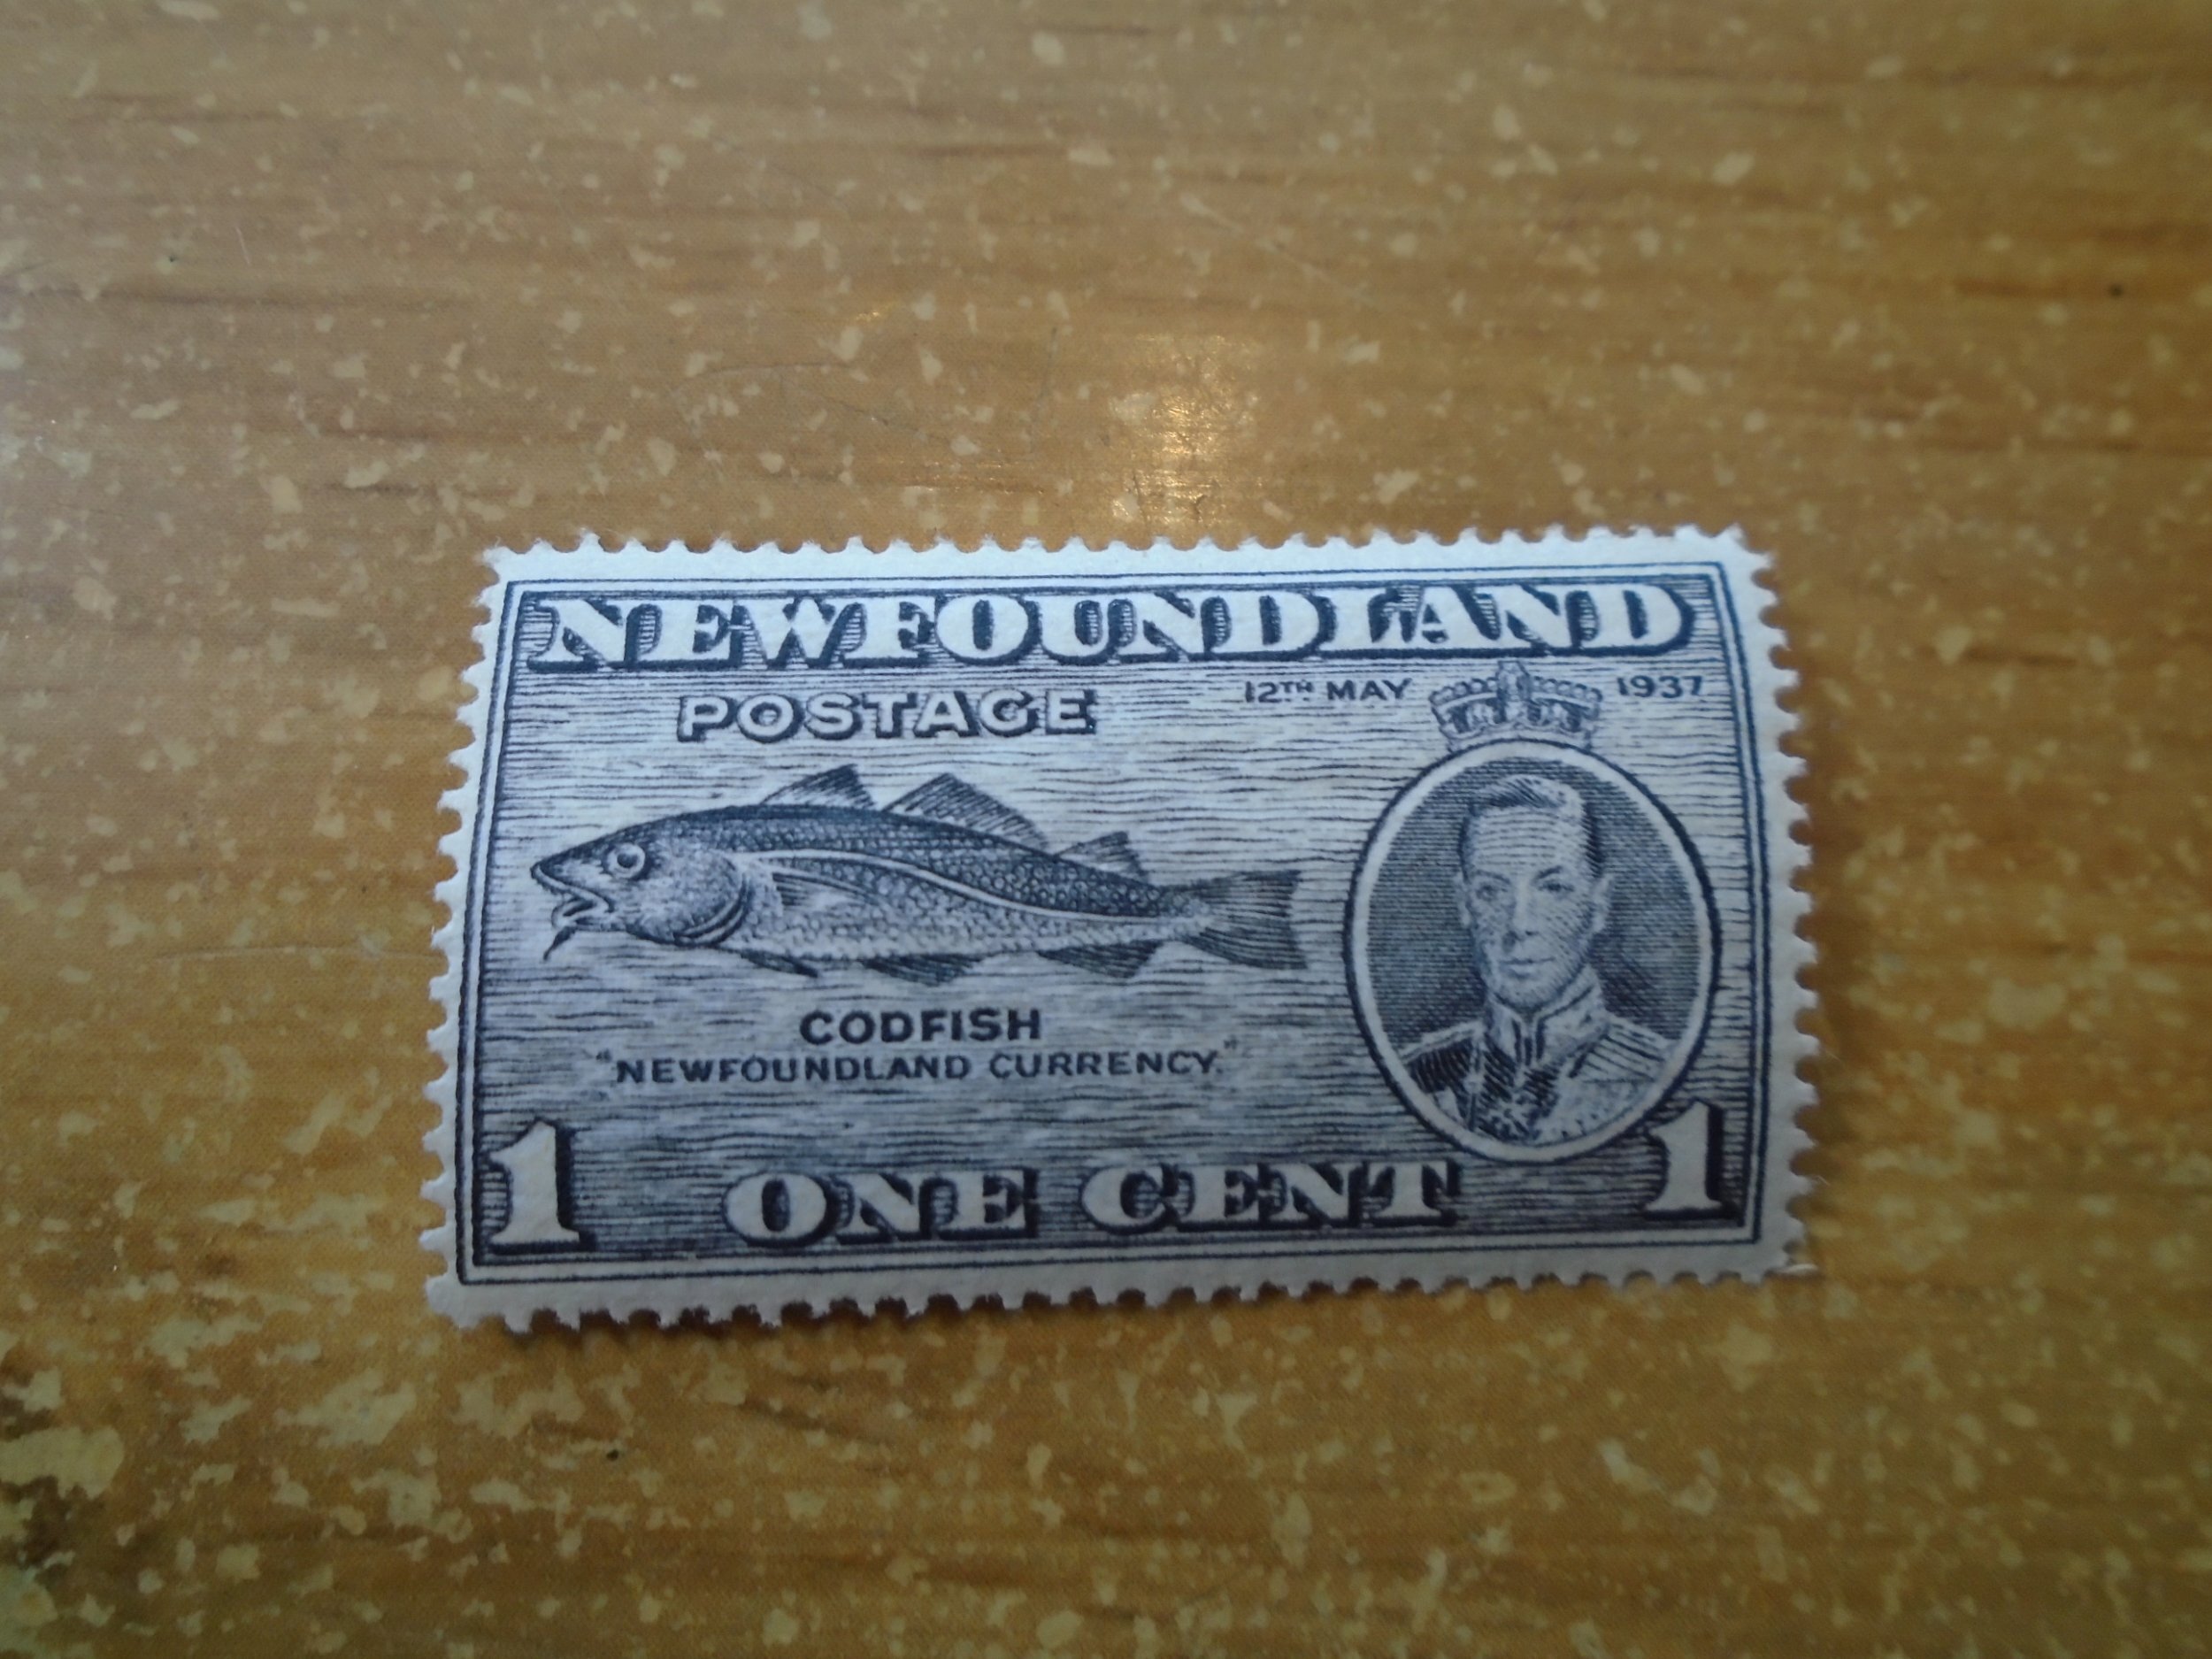 NEWFOUNDLAND
POSTAGE
12TH MAY 1937
CODFISH
"NEWFOUNDLAND CURRENCY."
1 ONE CENT 1